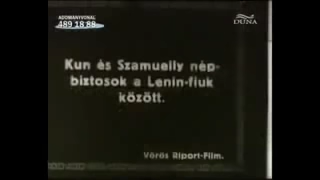 ADOMÁNYVONAL
489 18 88
DUNA
Kun és Szamuelly nép-
biztosok a Lenin-fiuk
között.
Vörös Riport-Film.